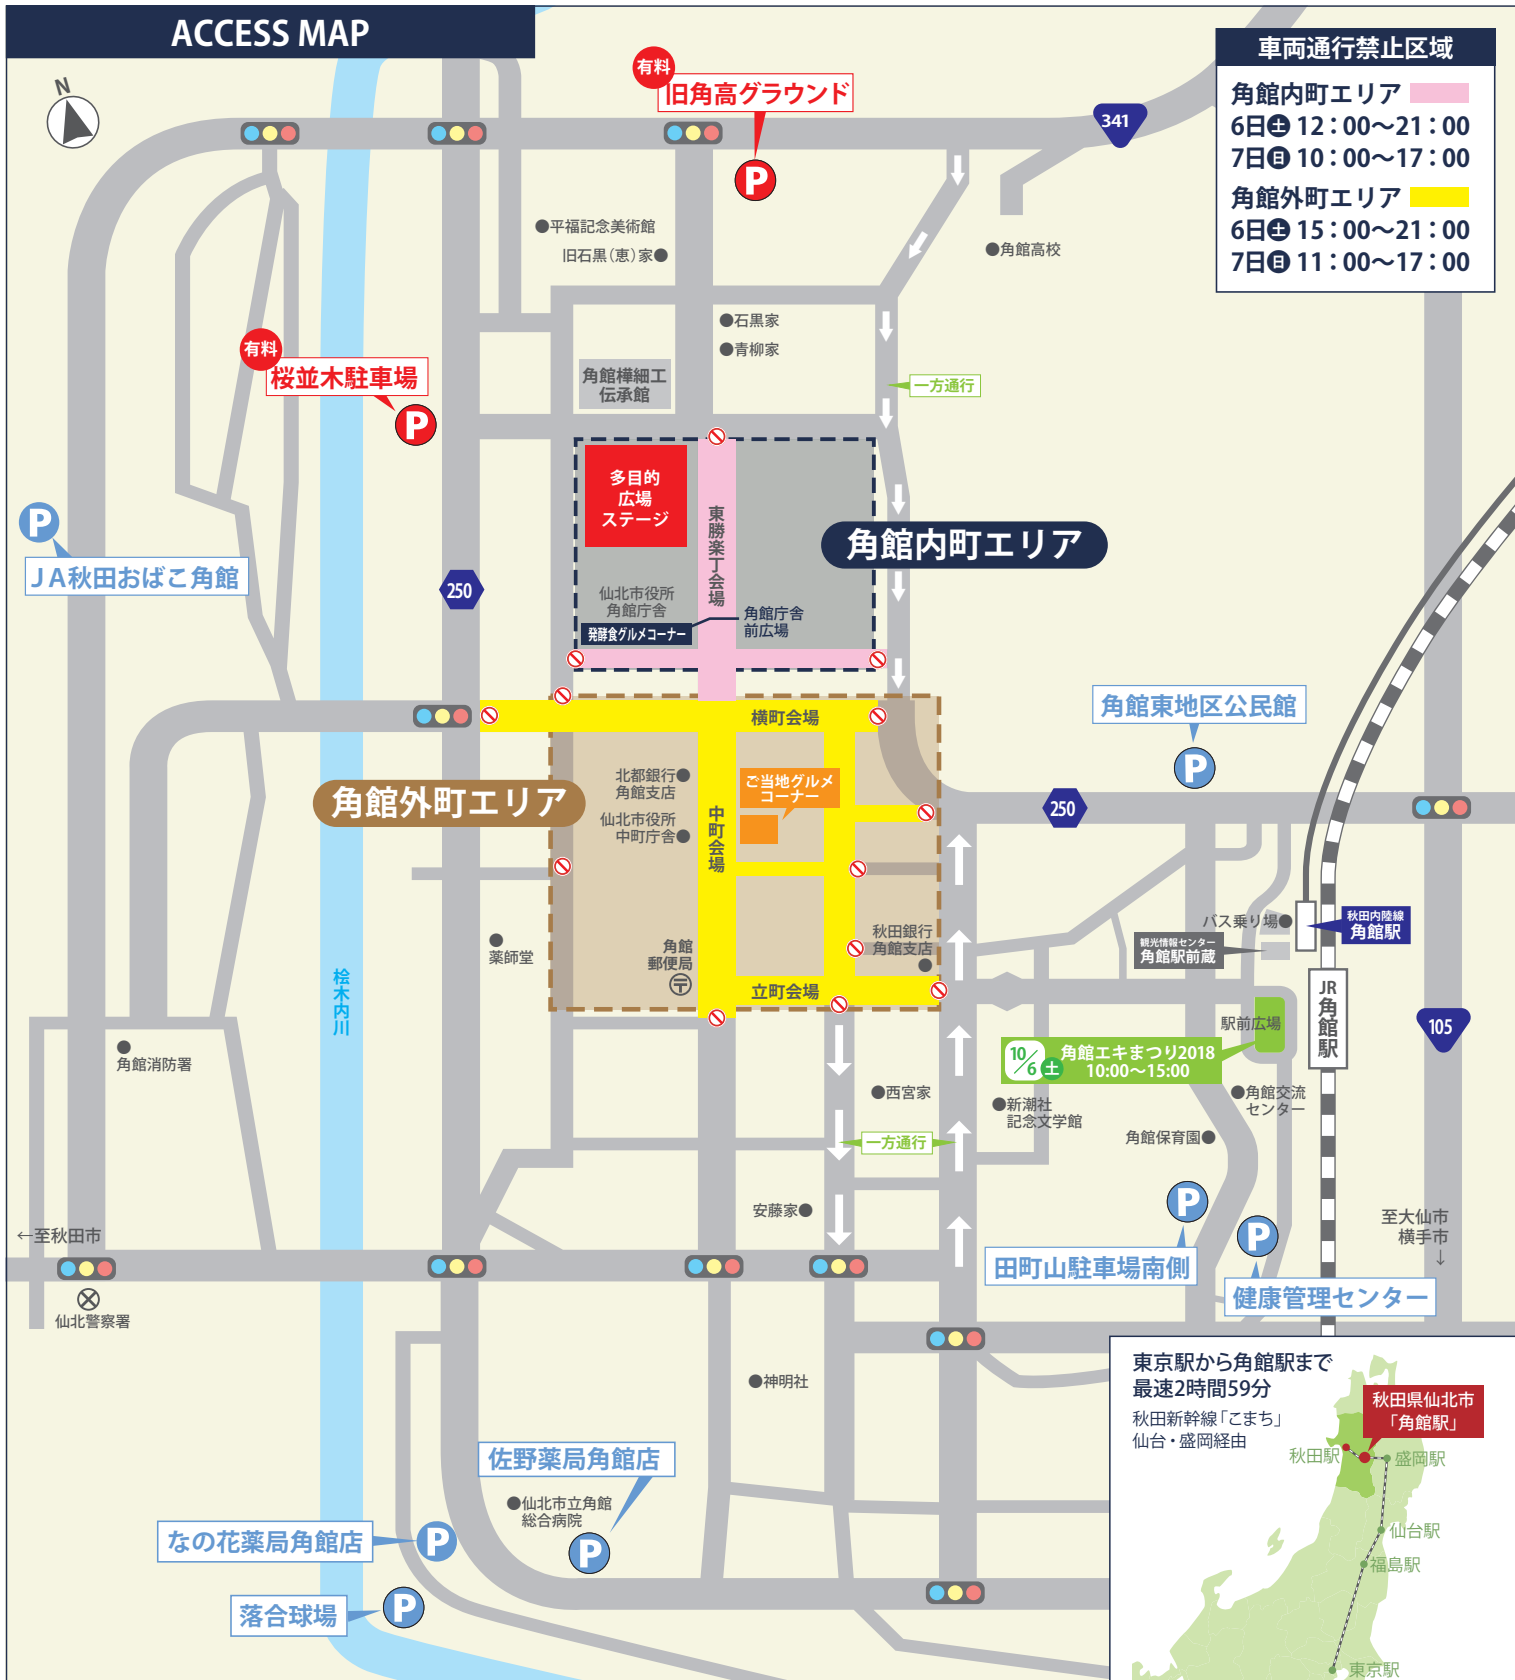 ACCESS MAP
N
有料
旧角高グラウンド
P
341
車両通行禁止区域
角館内町エリア
6日土 12：00〜21：00
7日日 10：00〜17：00
角館外町エリア
6日土 15：00〜21：00
7日日 11：00〜17：00
●平福記念美術館
旧石黒（恵）家●
●角館高校
●石黒家
●青柳家
有料
桜並木駐車場
P
角館樺細工
伝承館
一方通行
多目的
広場
ステージ
東勝楽丁会場
角館内町エリア
P
JA秋田おばこ角館
250
仙北市役所
角館庁舎
発酵食グルメコーナー
角館庁舎
前広場
横町会場
角館東地区公民館
P
角館外町エリア
北都銀行●
角館支店
仙北市役所
中町庁舎●
中町会場
ご当地グルメ
コーナー
250
●
薬師堂
角館
郵便局
〒
秋田銀行
角館支店
●
立町会場
バス乗り場●
観光情報センター
角館駅前蔵
秋田内陸線
角館駅
JR
角館駅
駅前広場
105
桧木内川
●
角館消防署
10/6 土
角館エキまつり2018
10:00〜15:00
●西宮家
●新潮社
記念文学館
●角館交流
センター
角館保育園●
一方通行
安藤家●
P
田町山駐車場南側
P
健康管理センター
至大仙市
横手市
↓
←至秋田市
仙北警察署
●神明社
佐野薬局角館店
●仙北市立角館
総合病院
P
なの花薬局角館店
P
落合球場
P
東京駅から角館駅まで
最速2時間59分
秋田新幹線「こまち」
仙台・盛岡経由
秋田県仙北市
「角館駅」
秋田駅
盛岡駅
仙台駅
福島駅
東京駅